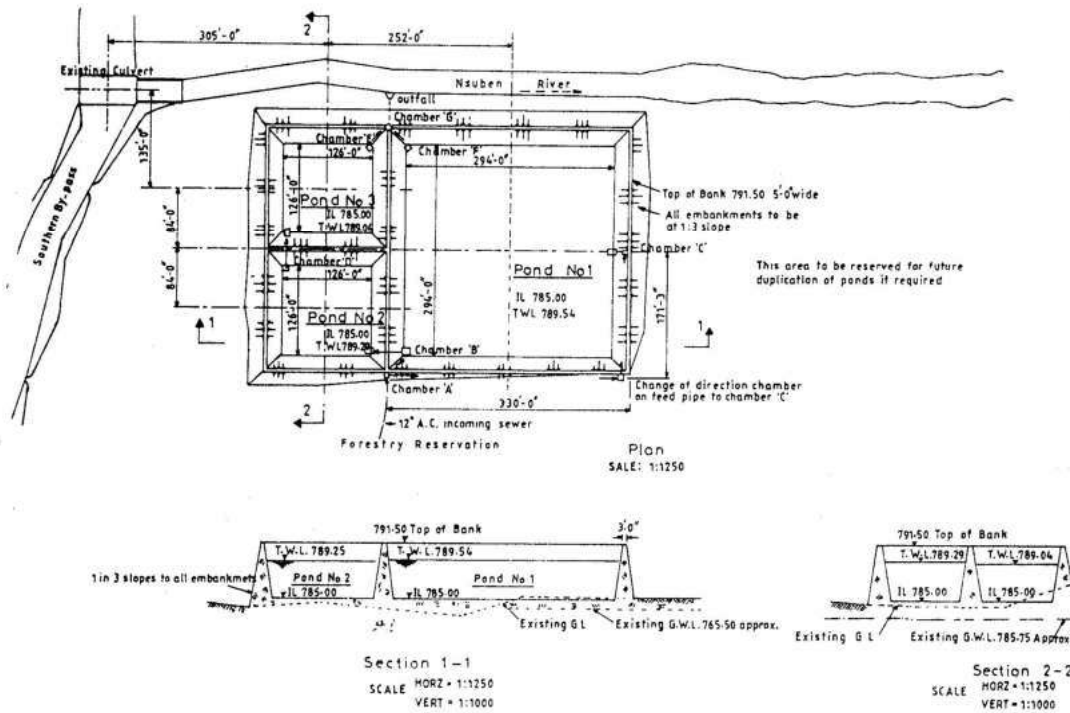 305'-0"
2
252'-0"
1
Existing Culvert
Nsuben River
outfall
Chamber 'G'
Chamber 'E'
126'-0"
Chamber 'F'
294'-0"
135'-0"
Top of Bank 791.50 5'-0" wide
All embankments to be
at 1:3 slope
Southern By-pass
126'-0"
Pond No 3
IL 785.00
T.W.L 789.04
84'-0"
84'-0"
Chamber 'D'
126'-0"
Chamber 'C'
This area to be reserved for future
duplication of ponds if required
Pond No1
IL 785.00
TWL 789.54
294'-0"
171'-3"
126'-0"
Pond No 2
IL 785.00
T.W.L 789.29
1
1
Chamber 'B'
Chamber 'A'
330'-0"
Change of direction chamber
on feed pipe to chamber 'C'
2
12" A.C. incoming sewer
Forestry Reservation
Plan
SALE: 1:1250
791.50 Top of Bank
3'.0"
T.W.L. 789.25
T.W.L. 789.54
1 in 3 slopes to all embankmets
Pond No 2
Pond No 1
IL 785.00
IL 785.00
Existing GL
Existing G.W.L. 765.50 approx.
Section 1-1
SCALE HORZ = 1:1250
VERT = 1:1000
791.50 Top of Bank
T.W.L. 789.29
T.W.L. 789.04
IL 785.00
IL 785.00
Existing G L
Existing G.W.L. 785.75 Approx
Section 2-2
SCALE HORZ = 1:1250
VERT = 1:1000